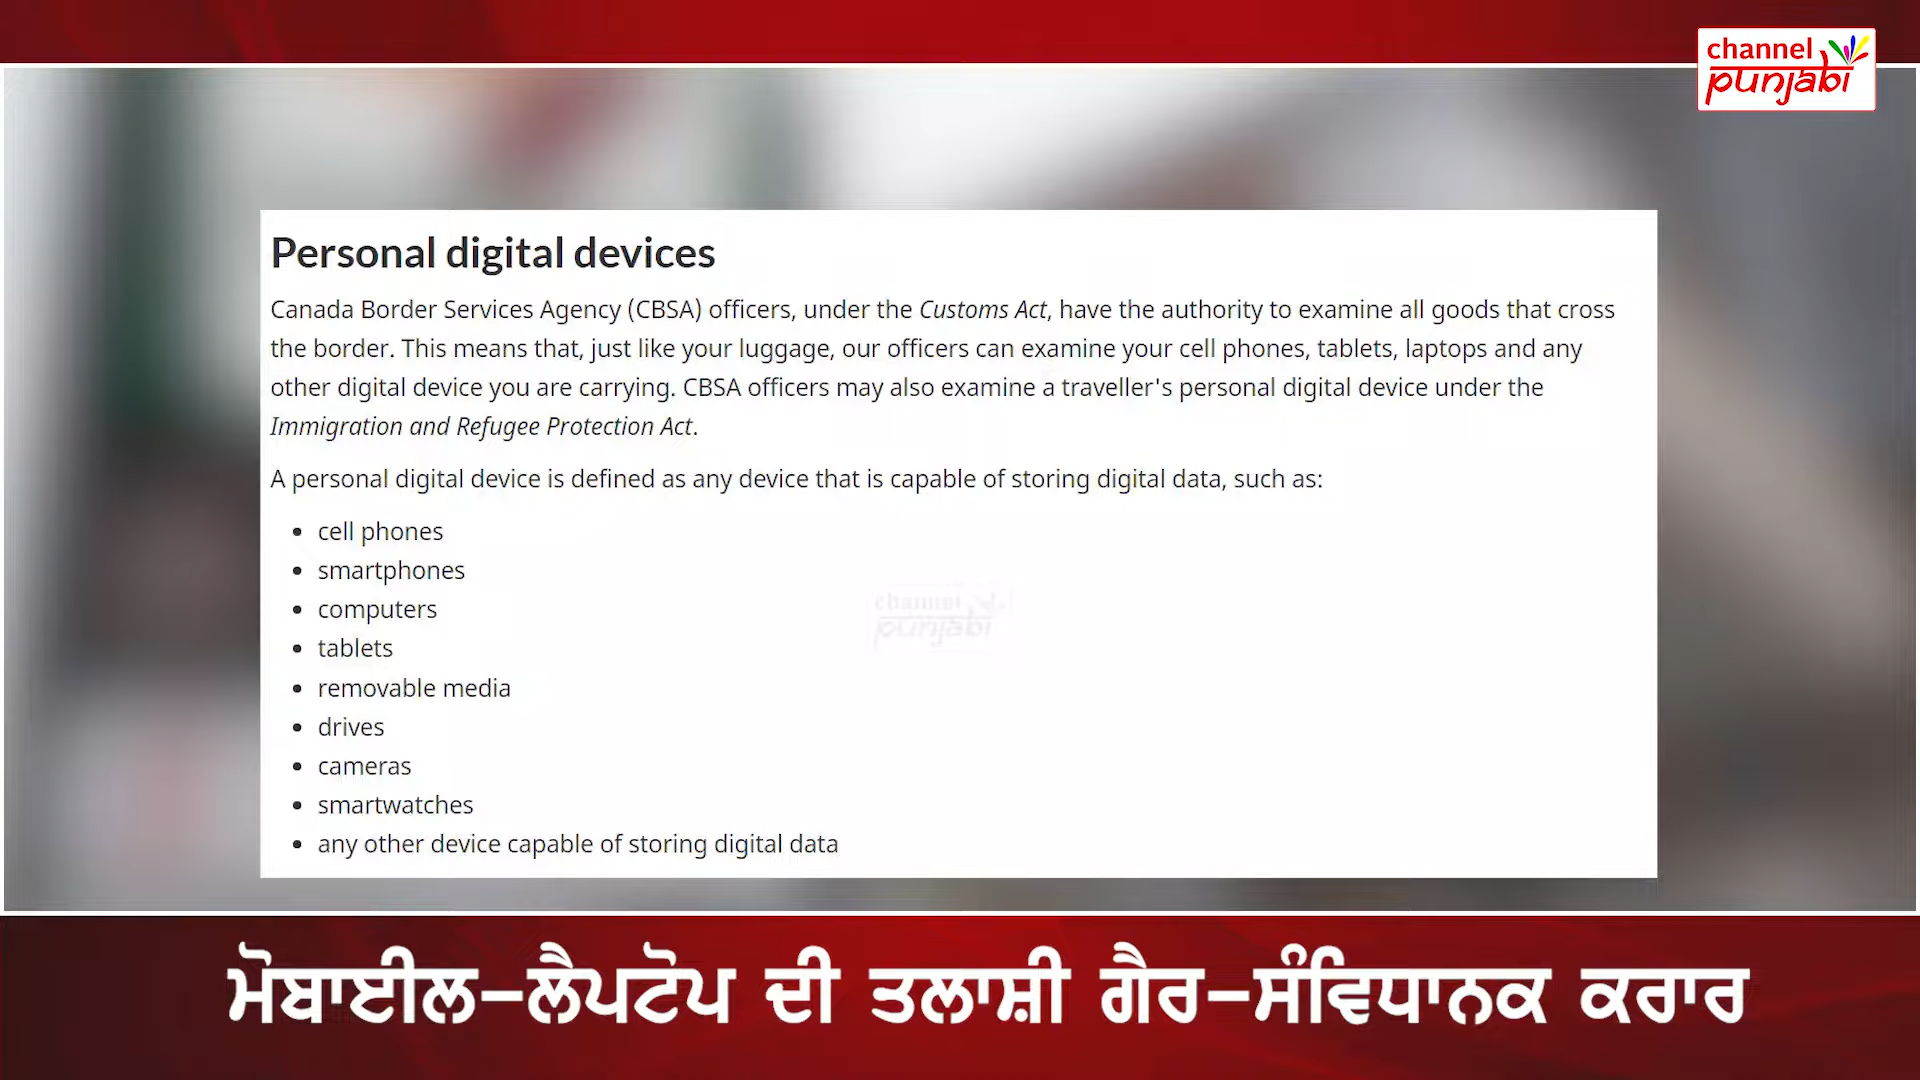 channel
punjabi
Personal digital devices
Canada Border Services Agency (CBSA) officers, under the Customs Act, have the authority to examine all goods that cross
the border. This means that, just like your luggage, our officers can examine your cell phones, tablets, laptops and any
other digital device you are carrying. CBSA officers may also examine a traveller's personal digital device under the
Immigration and Refugee Protection Act.
A personal digital device is defined as any device that is capable of storing digital data, such as:
• cell phones
• smartphones
• computers
• tablets
• removable media
• drives
• cameras
• smartwatches
• any other device capable of storing digital data
channel
punjabi
ਮੋਬਾਈਲ-ਲੈਪਟੋਪ ਦੀ ਤਲਾਸ਼ੀ ਗੈਰ-ਸੰਵਿਧਾਨਕ ਕਰਾਰ